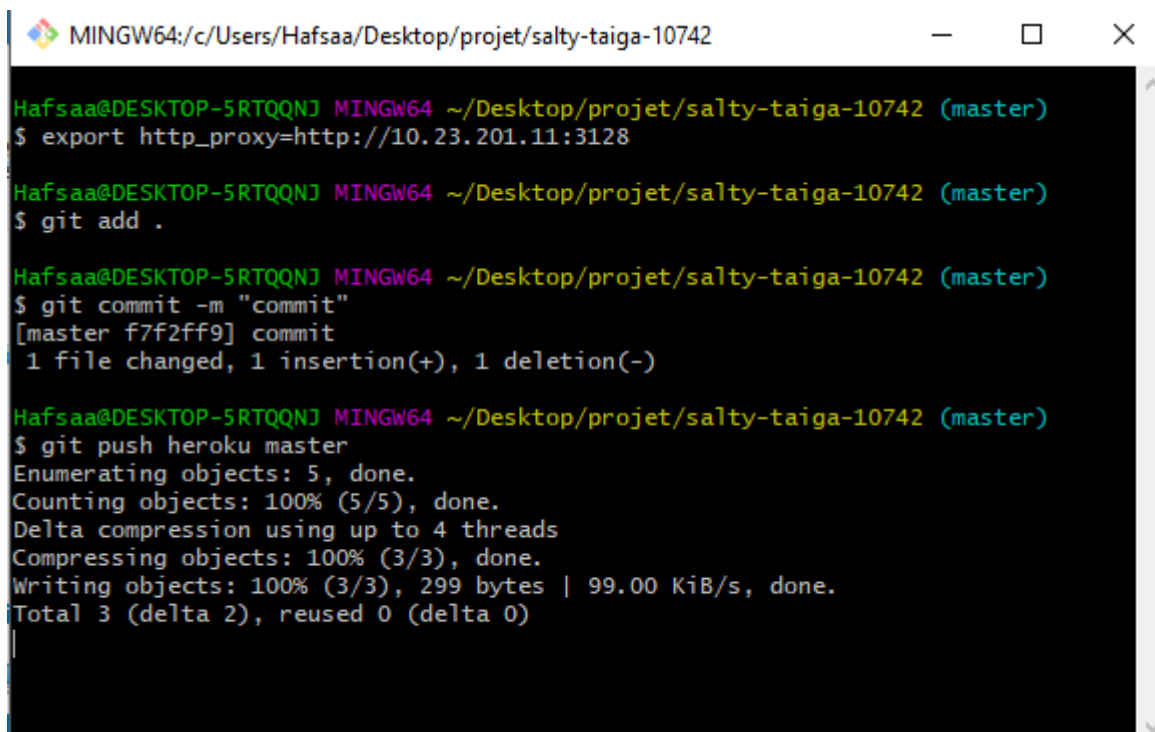 MINGW64:/c/Users/Hafsaa/Desktop/projet/salty-taiga-10742
Hafsaa@DESKTOP-5RTQQNJ MINGW64 ~/Desktop/projet/salty-taiga-10742 (master)
$ export http_proxy=http://10.23.201.11:3128
Hafsaa@DESKTOP-5RTQQNJ MINGW64 ~/Desktop/projet/salty-taiga-10742 (master)
$ git add .
Hafsaa@DESKTOP-5RTQQNJ MINGW64 ~/Desktop/projet/salty-taiga-10742 (master)
$ git commit -m "commit"
[master f7f2ff9] commit
 1 file changed, 1 insertion(+), 1 deletion(-)
Hafsaa@DESKTOP-5RTQQNJ MINGW64 ~/Desktop/projet/salty-taiga-10742 (master)
$ git push heroku master
Enumerating objects: 5, done.
Counting objects: 100% (5/5), done.
Delta compression using up to 4 threads
Compressing objects: 100% (3/3), done.
Writing objects: 100% (3/3), 299 bytes | 99.00 KiB/s, done.
Total 3 (delta 2), reused 0 (delta 0)